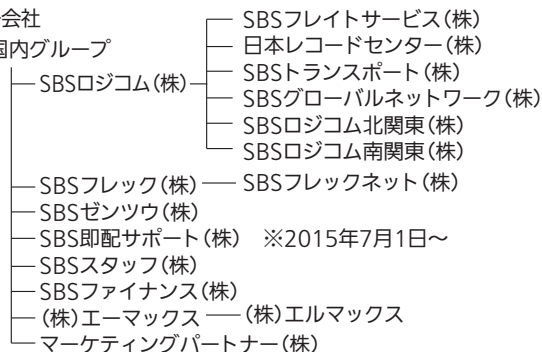 会社
国内グループ
SBSロジコム(株)
SBSフレイトサービス(株)
日本レコードセンター(株)
SBSトランスポート(株)
SBSグローバルネットワーク(株)
SBSロジコム北関東(株)
SBSロジコム南関東(株)
SBSフレック(株) SBSフレックネット(株)
SBSゼンツウ(株)
SBS即配サポート(株) ※2015年7月1日~
SBSスタッフ(株)
SBSファイナンス(株)
(株)エーマックス (株)エルマックス
マーケティングパートナー(株)